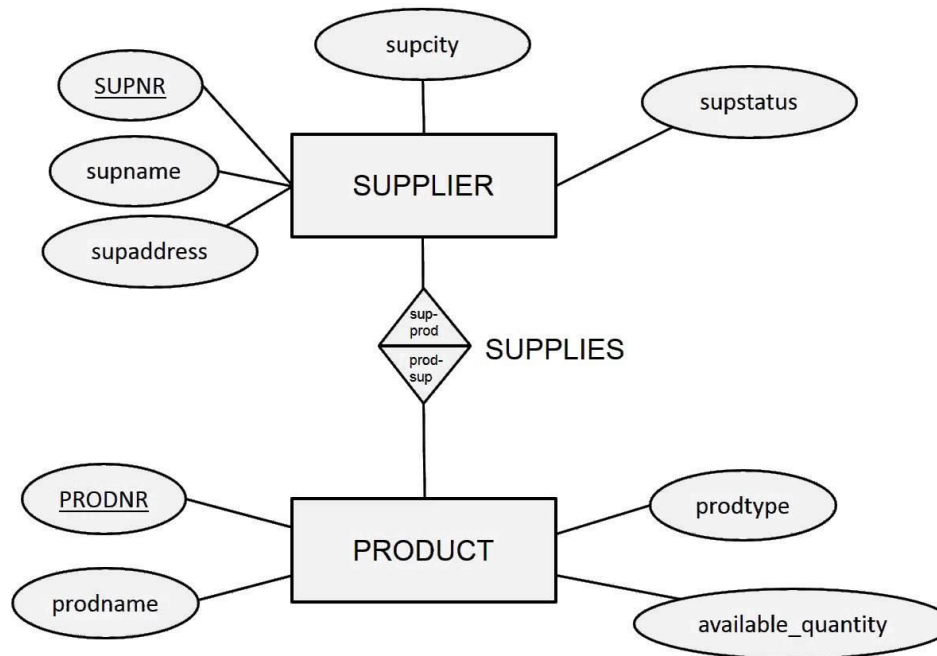 supcity
SUPNR
supstatus
supname
SUPPLIER
supaddress
sup-
prod
SUPPLIES
prod-
sup
PRODNR
prodtype
PRODUCT
prodname
available_quantity